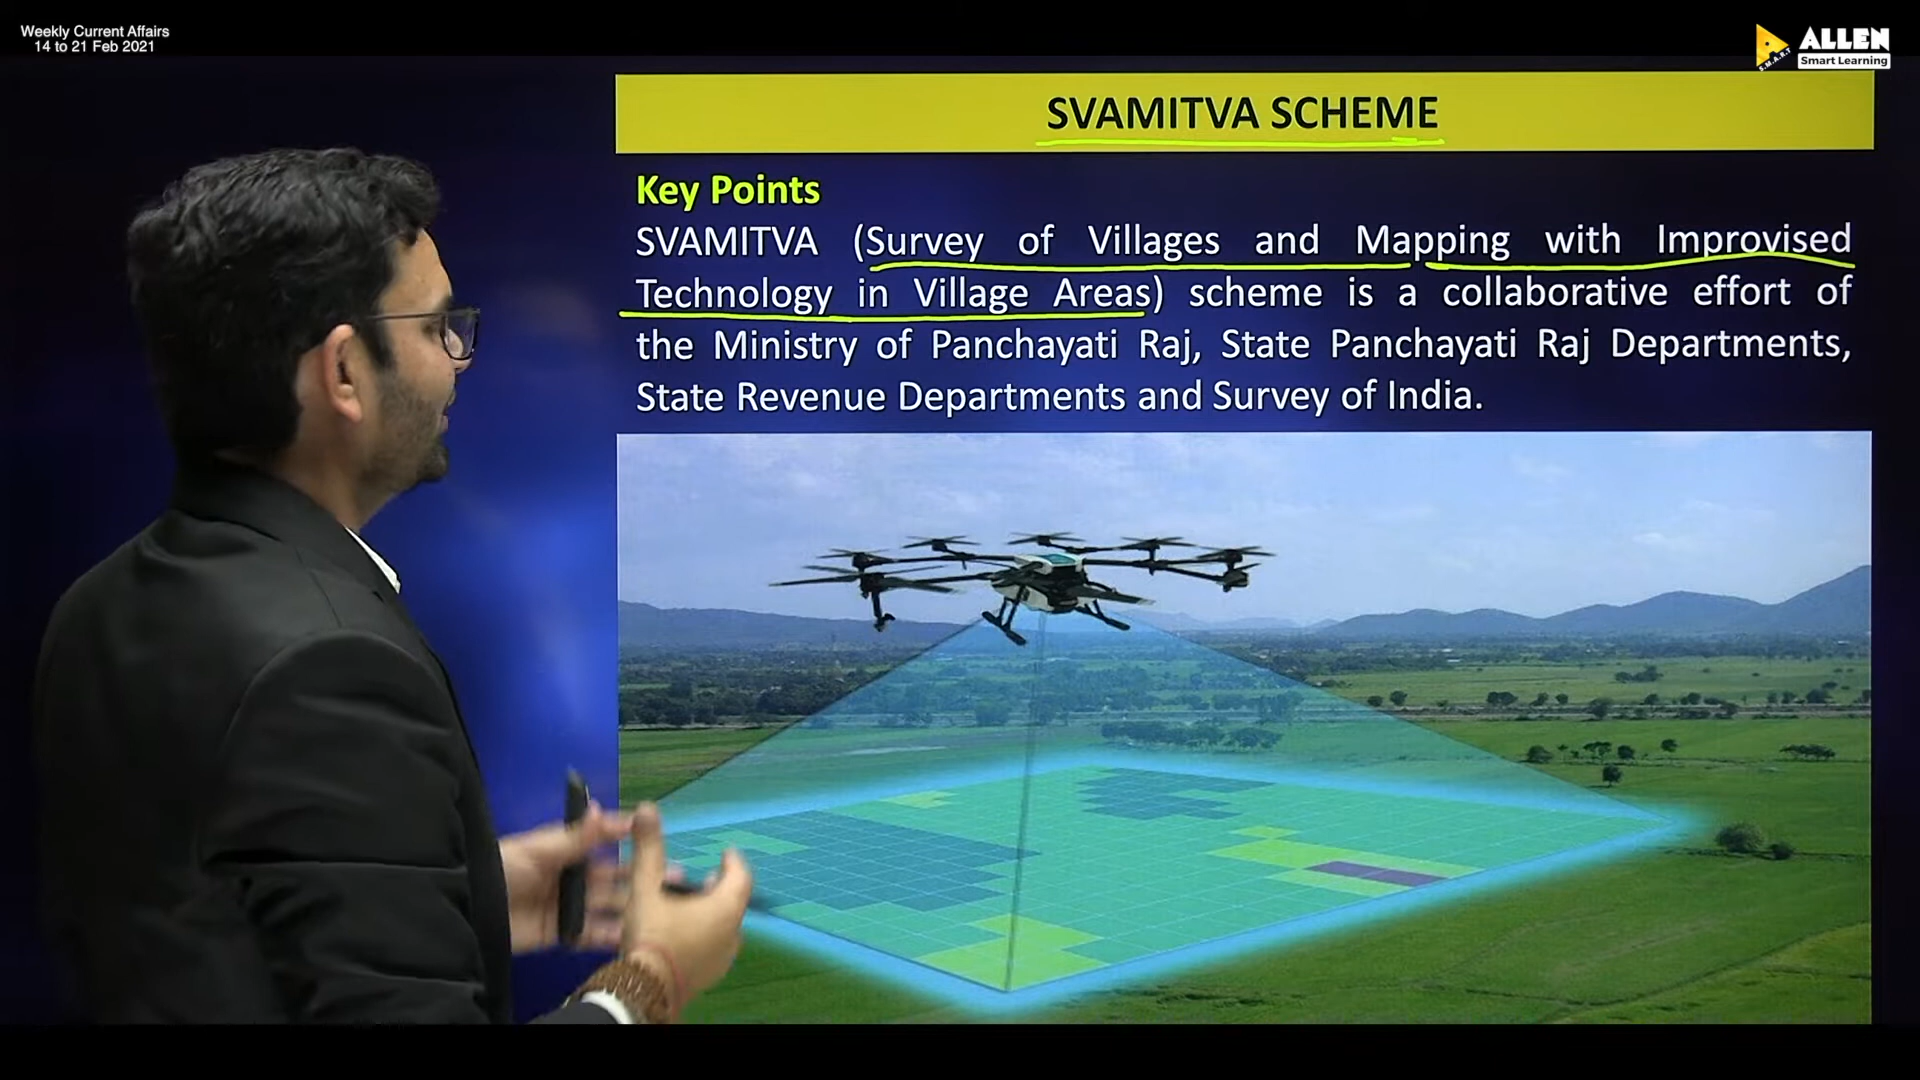 Weekly Current Affairs
14 to 21 Feb 2021
S.M.A.R.T
ALLEN
Smart Learning
SVAMITVA SCHEME
Key Points
SVAMITVA (Survey of Villages and Mapping with Improvised
Technology in Village Areas) scheme is a collaborative effort of
the Ministry of Panchayati Raj, State Panchayati Raj Departments,
State Revenue Departments and Survey of India.